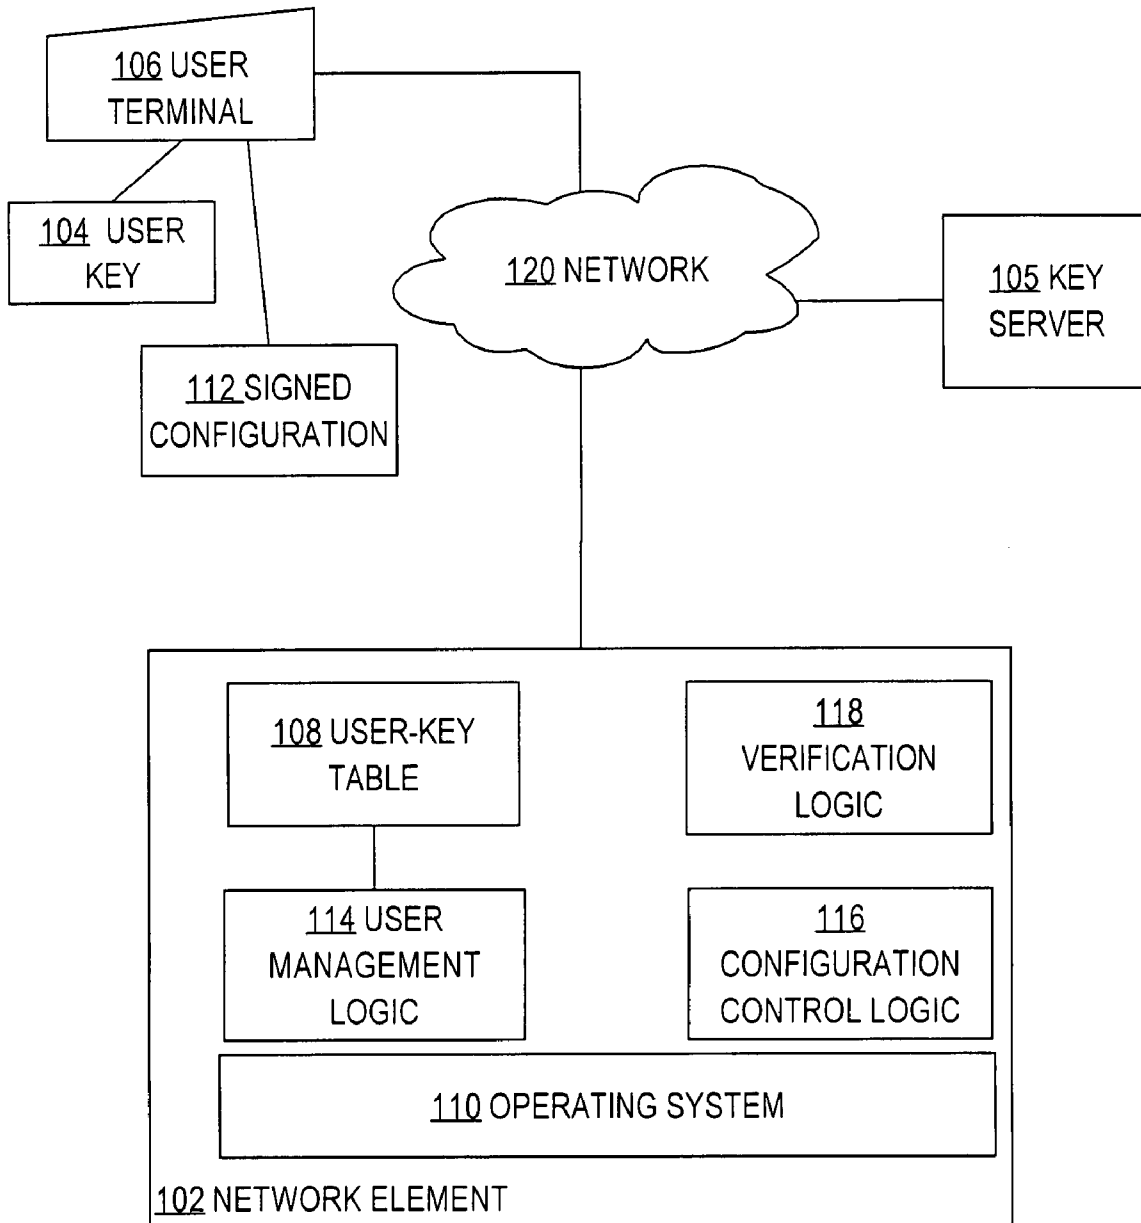 106 USER
TERMINAL
104 USER
KEY
112 SIGNED
CONFIGURATION
120 NETWORK
105 KEY
SERVER
108 USER-KEY
TABLE
118
VERIFICATION
LOGIC
114 USER
MANAGEMENT
LOGIC
116
CONFIGURATION
CONTROL LOGIC
110 OPERATING SYSTEM
102 NETWORK ELEMENT